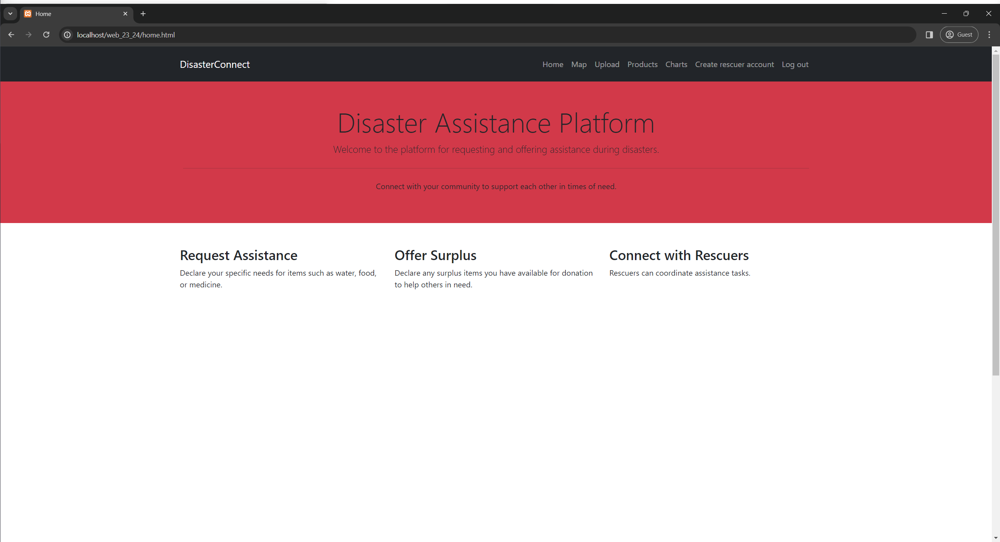 Home
localhost/web_23_24/home.html
Guest
DisasterConnect
Home Map Upload Products Charts Create rescuer account Log out
Disaster Assistance Platform
Welcome to the platform for requesting and offering assistance during disasters.
Connect with your community to support each other in times of need.
Request Assistance
Declare your specific needs for items such as water, food,
or medicine.
Offer Surplus
Declare any surplus items you have available for donation
to help others in need.
Connect with Rescuers
Rescuers can coordinate assistance tasks.